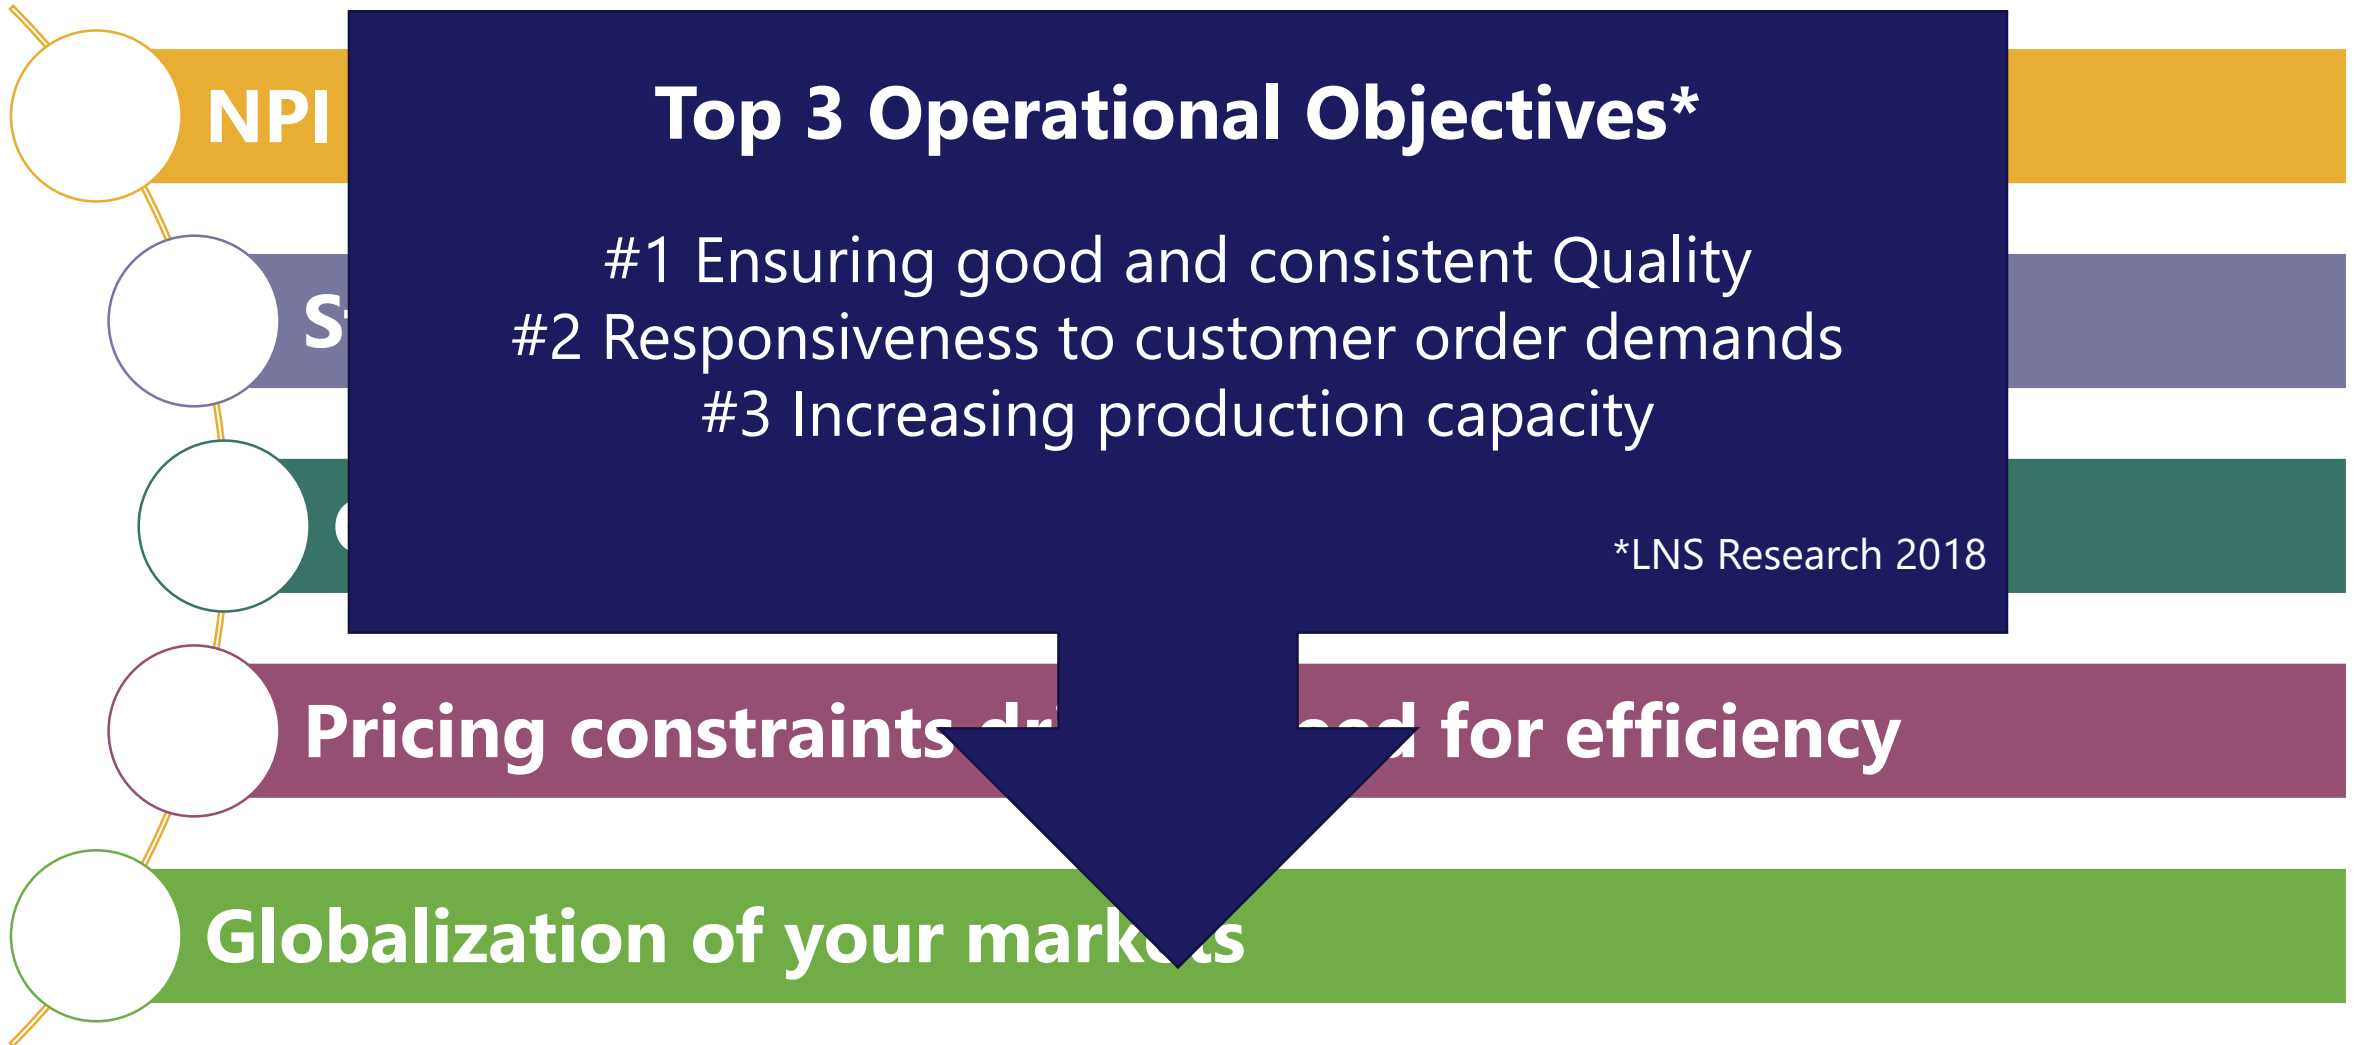 NPI
Top 3 Operational Objectives*
#1 Ensuring good and consistent Quality
#2 Responsiveness to customer order demands
#3 Increasing production capacity
*LNS Research 2018
Pricing constraints for efficiency
Globalization of your markets